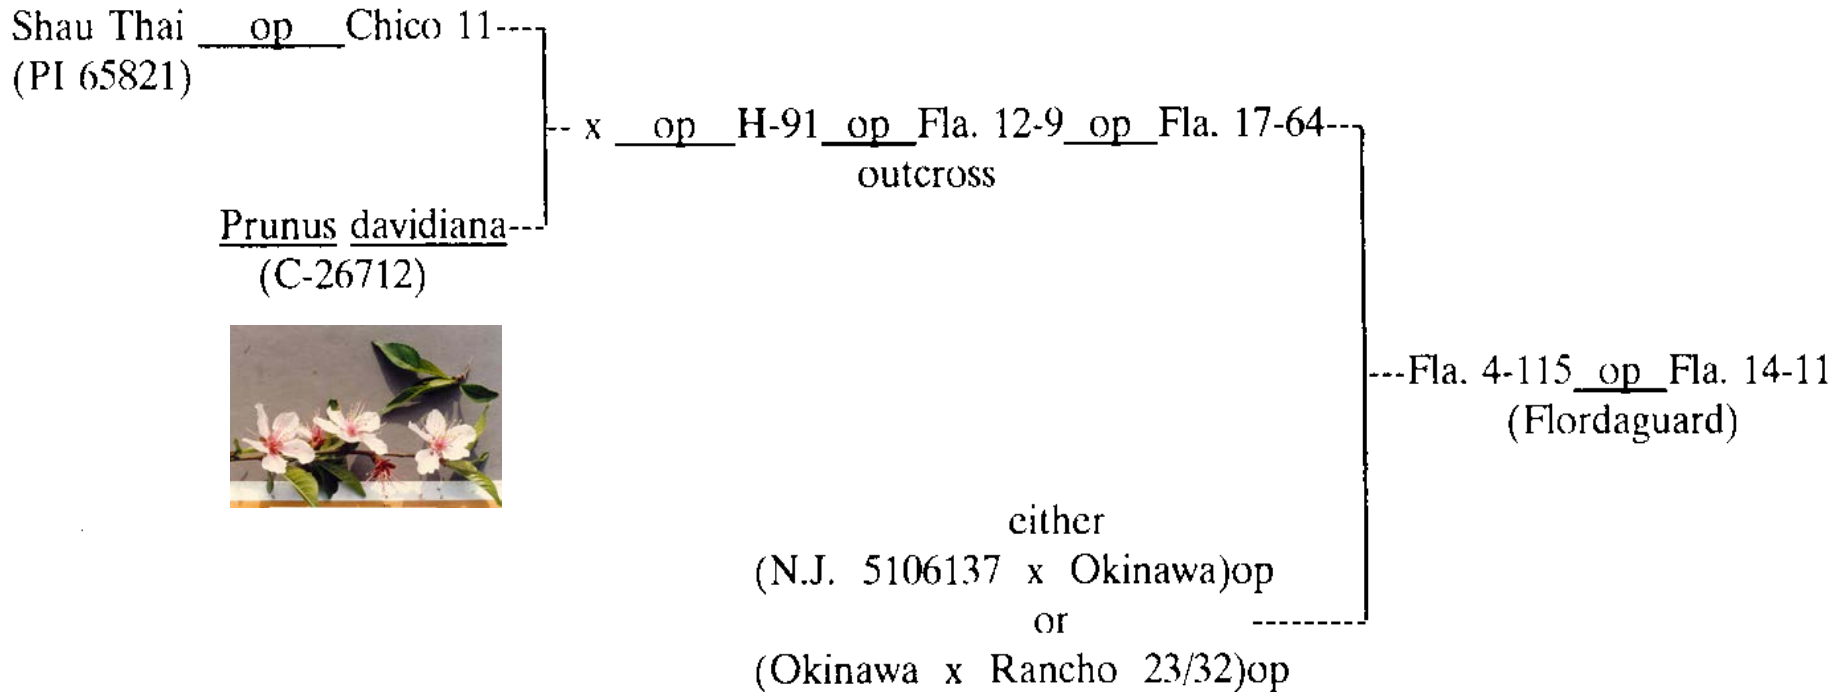 Shau Thai op Chico 11----
(PI 65821)
-- x op H-91 op Fla. 12-9 op Fla. 17-64---
outcross
Prunus davidiana---
(C-26712)
---Fla. 4-115 op Fla. 14-11
(Flordaguard)
either
(N.J. 5106137 x Okinawa)op
or
(Okinawa x Rancho 23/32)op